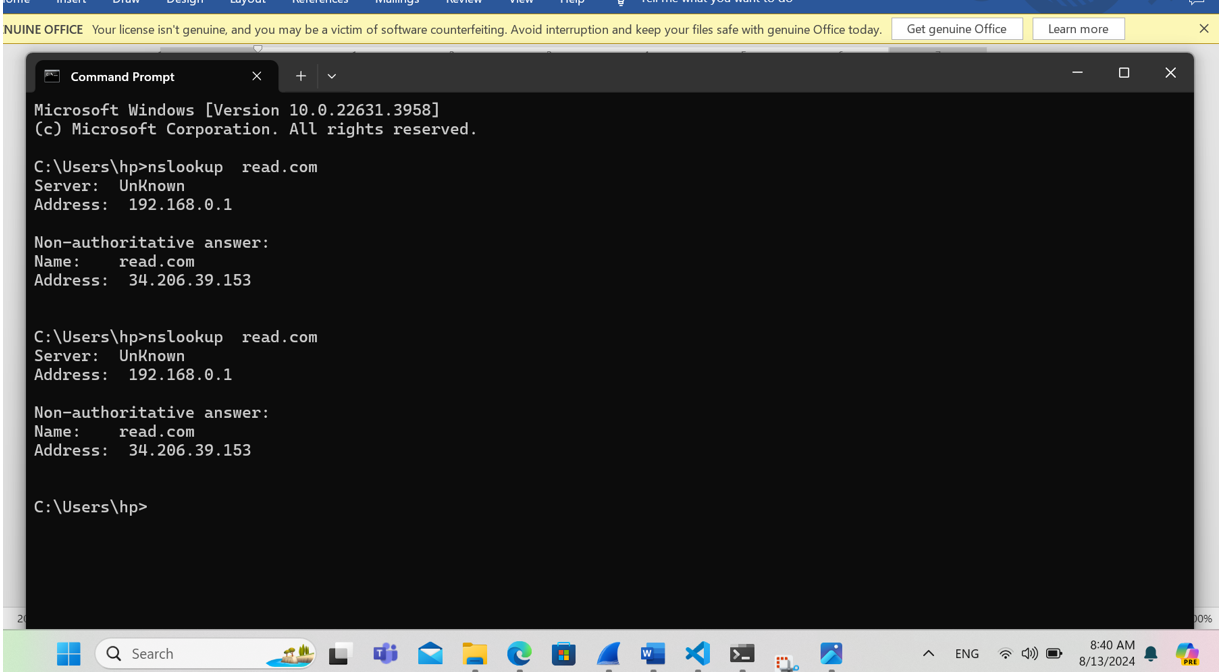 Insert Draw Design Layout References Mailings Review View Help Tell me what you want to do
NUINE OFFICE Your license isn't genuine, and you may be a victim of software counterfeiting. Avoid interruption and keep your files safe with genuine Office today. Get genuine Office Learn more
Command Prompt
Microsoft Windows [Version 10.0.22631.3958]
(c) Microsoft Corporation. All rights reserved.
C:\Users\hp>nslookup  read.com
Server:  UnKnown
Address:  192.168.0.1
Non-authoritative answer:
Name:    read.com
Address:  34.206.39.153
C:\Users\hp>nslookup  read.com
Server:  UnKnown
Address:  192.168.0.1
Non-authoritative answer:
Name:    read.com
Address:  34.206.39.153
C:\Users\hp>
Search
ENG
8:40 AM
8/13/2024
PRE